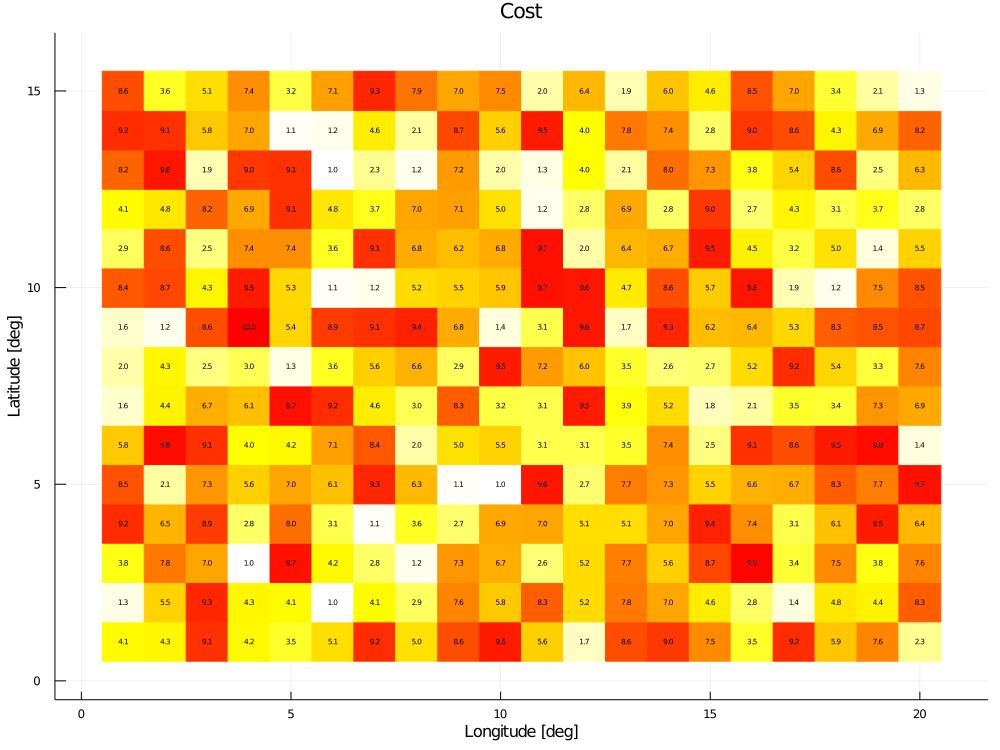 Cost
Latitude [deg]
15
8.6 3.6 5.1 7.4 3.2 7.1 9.3 7.9 7.0 7.5 2.0 6.4 1.9 6.0 4.6 8.5 7.0 3.4 2.1 1.3
9.2 9.1 5.8 7.0 1.1 1.2 4.6 2.1 8.7 5.6 9.5 4.0 7.8 7.4 2.8 9.0 8.6 4.3 6.9 8.2
8.2 9.6 1.9 9.0 9.1 1.0 2.3 1.2 7.2 2.0 1.3 4.0 2.1 8.0 7.3 3.8 5.4 8.6 2.5 6.3
4.1 4.8 8.2 6.9 9.1 4.8 3.7 7.0 7.1 5.0 1.2 2.8 6.9 2.8 9.0 2.7 4.3 3.1 3.7 2.8
2.9 8.6 2.5 7.4 7.4 3.6 9.1 6.8 6.2 6.8 9.7 2.0 6.4 6.7 9.5 4.5 3.2 5.0 1.4 5.5
10
8.4 8.7 4.3 9.5 5.3 1.1 1.2 5.2 5.5 5.9 9.7 9.6 4.7 8.6 5.7 9.6 1.9 1.2 7.5 8.5
1.6 1.2 8.6 10.0 5.4 8.9 9.1 9.4 6.8 1.4 3.1 9.6 1.7 9.3 6.2 6.4 5.3 8.3 8.5 8.7
2.0 4.3 2.5 3.0 1.3 3.6 5.6 6.6 2.9 9.5 7.2 6.0 3.5 2.6 2.7 5.2 9.2 5.4 3.3 7.6
1.6 4.4 6.7 6.1 9.7 9.2 4.6 3.0 8.3 3.2 3.1 9.5 3.9 5.2 1.8 2.1 3.5 3.4 7.3 6.9
5.8 9.8 9.1 4.0 4.2 7.1 8.4 2.0 5.0 5.5 3.1 3.1 3.5 7.4 2.5 9.1 8.6 9.5 9.8 1.4
5
8.5 2.1 7.3 5.6 7.0 6.1 9.3 6.3 1.1 1.0 9.6 2.7 7.7 7.3 5.5 6.6 6.7 8.3 7.7 9.7
9.2 6.5 8.9 2.8 8.0 3.1 1.1 3.6 2.7 6.9 7.0 5.1 5.1 7.0 9.4 7.4 3.1 6.1 9.5 6.4
3.8 7.8 7.0 1.0 9.7 4.2 2.8 1.2 7.3 6.7 2.6 5.2 7.7 5.6 8.7 9.9 3.4 7.5 3.8 7.6
1.3 5.5 9.3 4.3 4.1 1.0 4.1 2.9 7.6 5.8 8.3 5.2 7.8 7.0 4.6 2.8 1.4 4.8 4.4 8.3
4.1 4.3 9.1 4.2 3.5 5.1 9.2 5.0 8.6 9.5 5.6 1.7 8.6 9.0 7.5 3.5 9.2 5.9 7.6 2.3
0
0 5 10 15 20
Longitude [deg]